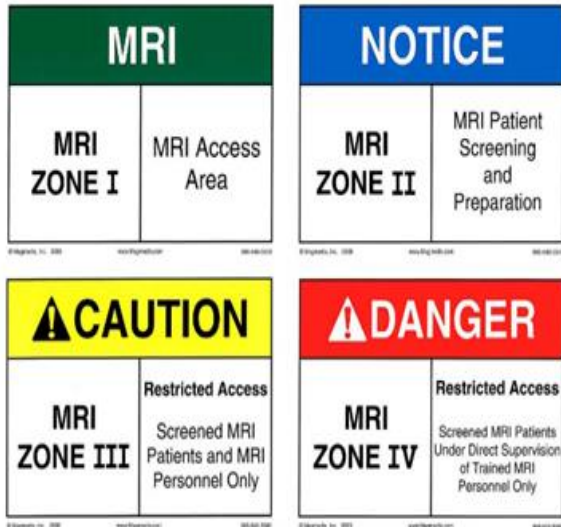 MRI
MRI
ZONE I
MRI Access
Area
NOTICE
MRI
ZONE II
MRI Patient
Screening
and
Preparation
CAUTION
MRI
ZONE III
Restricted Access
Screened MRI
Patients and MRI
Personnel Only
DANGER
MRI
ZONE IV
Restricted Access
Screened MRI Patients
Under Direct Supervision
of Trained MRI
Personnel Only